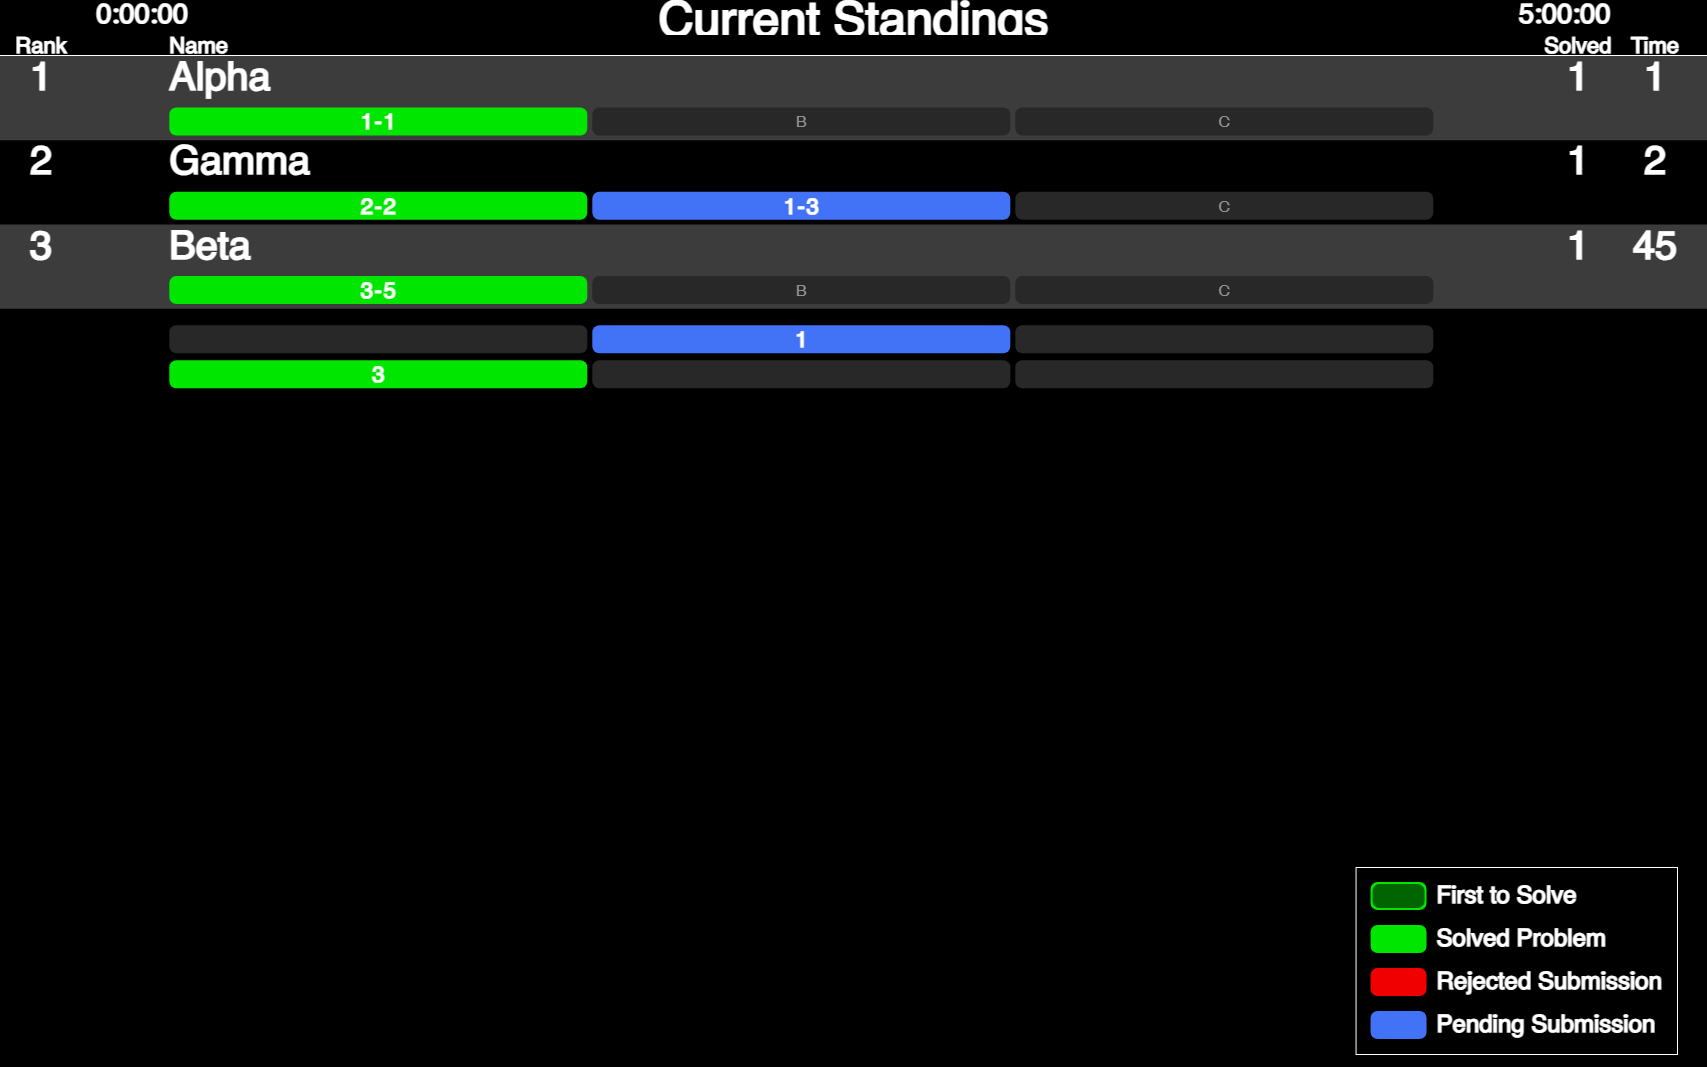 0:00:00 Current Standings 5:00:00
Rank Name Solved Time
1 Alpha 1 1
1-1 B C
2 Gamma 1 2
2-2 1-3 C
3 Beta 1 45
3-5 B C
1
3
First to Solve
Solved Problem
Rejected Submission
Pending Submission